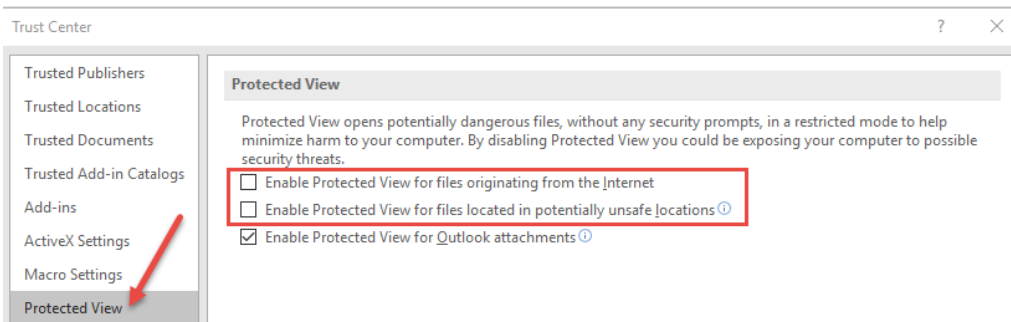 Trust Center
?
Trusted Publishers
Trusted Locations
Trusted Documents
Trusted Add-in Catalogs
Add-ins
ActiveX Settings
Macro Settings
Protected View
Protected View
Protected View opens potentially dangerous files, without any security prompts, in a restricted mode to help
minimize harm to your computer. By disabling Protected View you could be exposing your computer to possible
security threats.
Enable Protected View for files originating from the Internet
Enable Protected View for files located in potentially unsafe locations
Enable Protected View for Outlook attachments